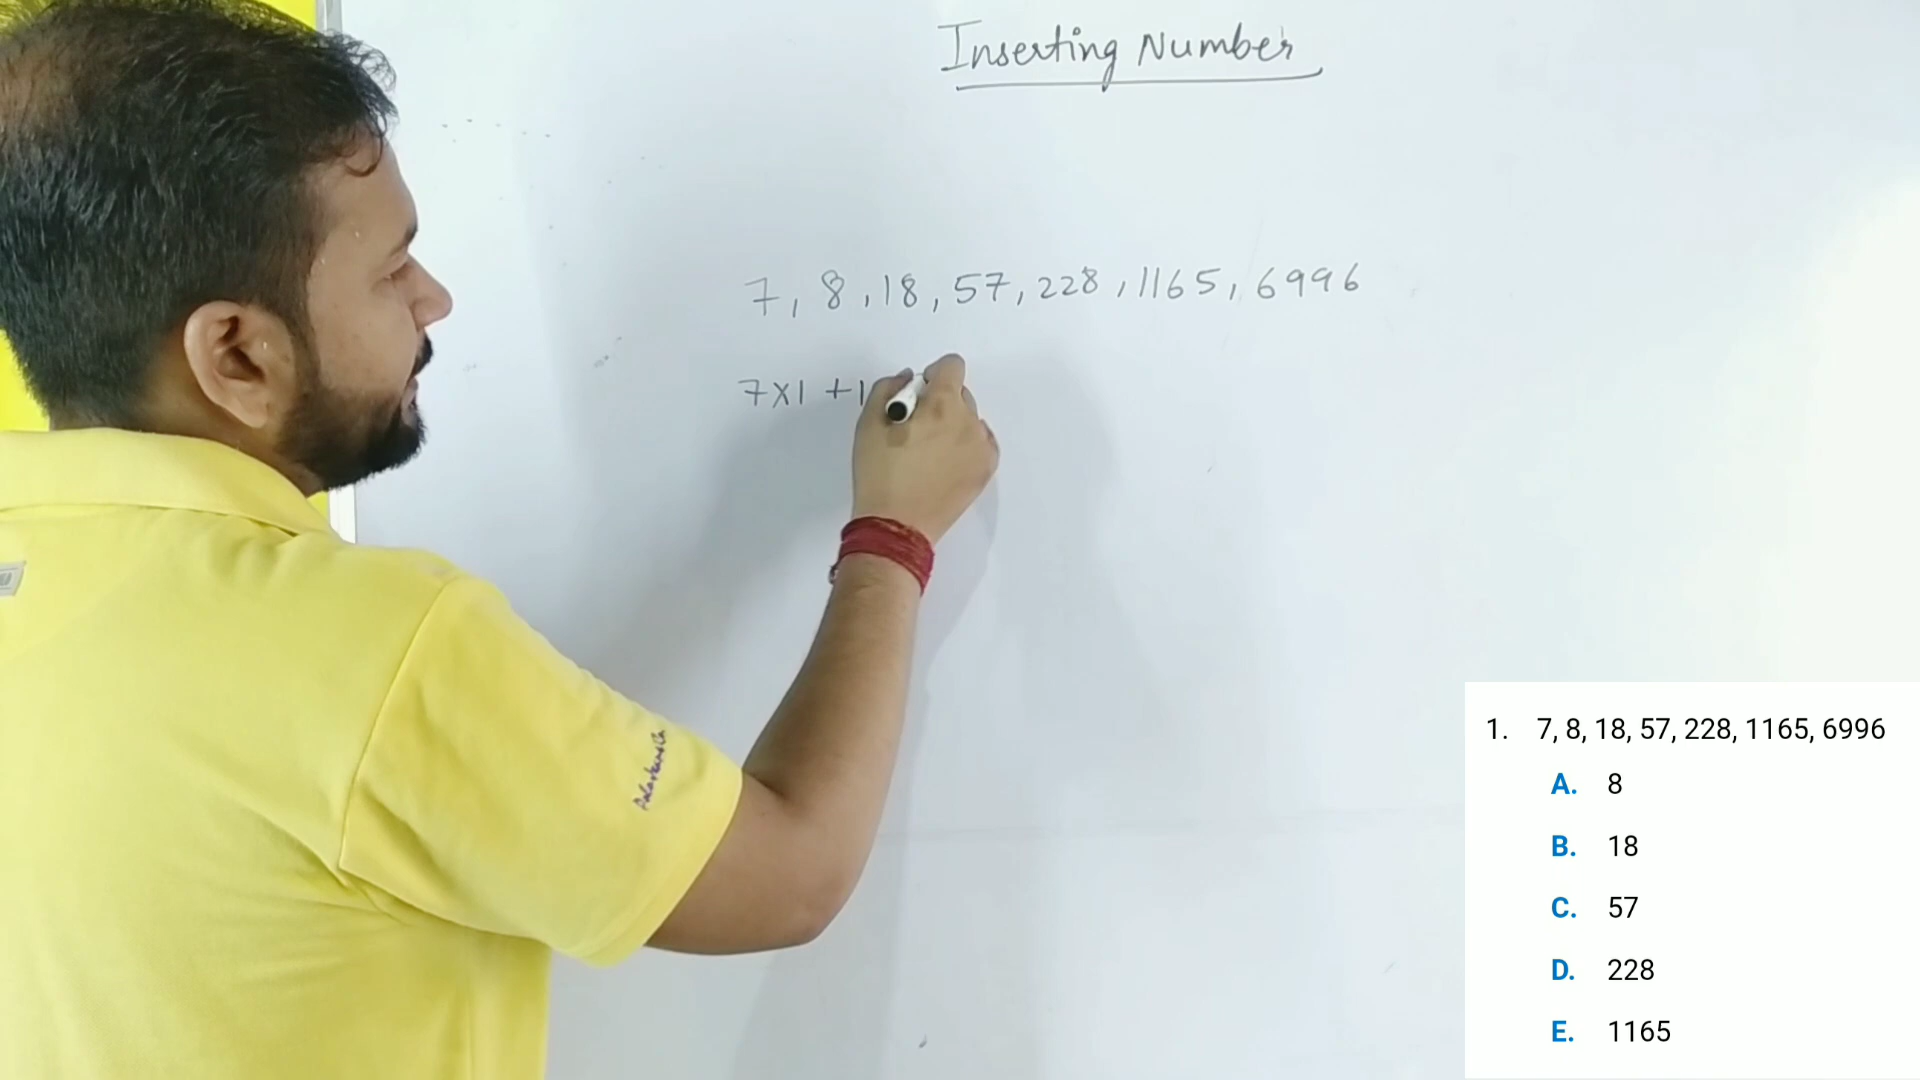 Inserting Number
7, 8, 18, 57, 228, 1165, 6996
7x1 +1
1. 7, 8, 18, 57, 228, 1165, 6996
A. 8
B. 18
C. 57
D. 228
E. 1165